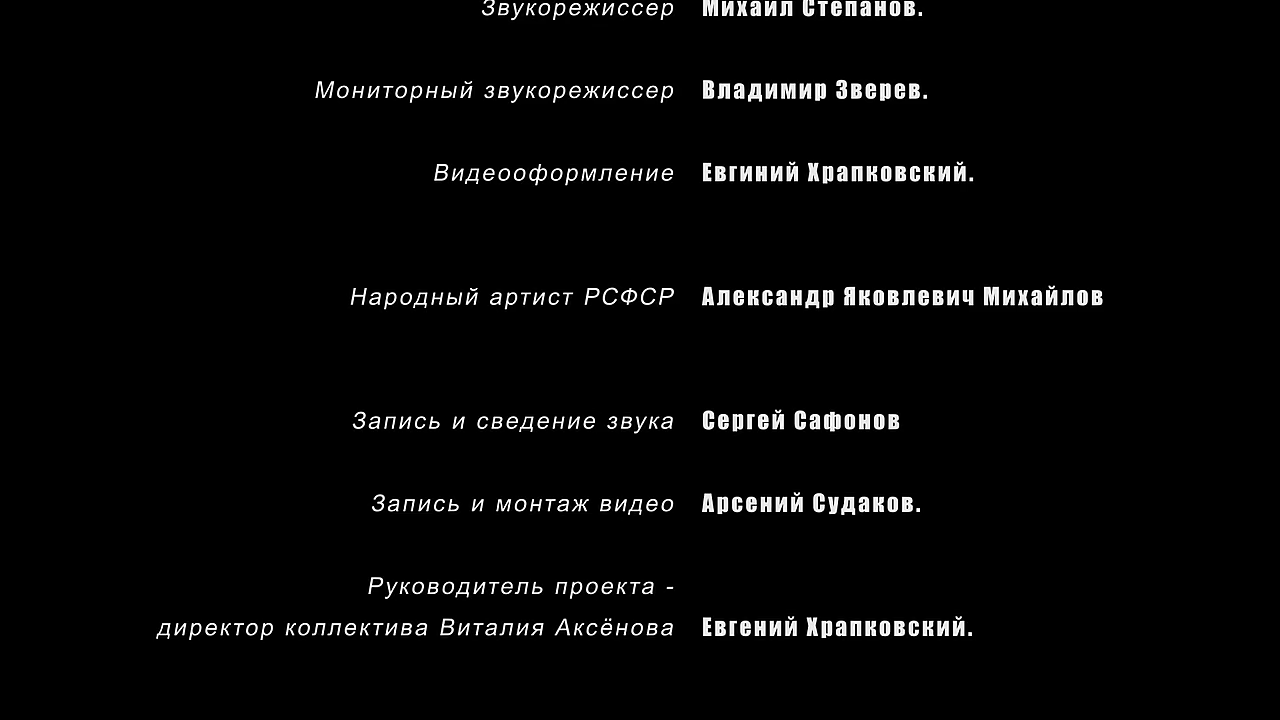 Звукорежиссер Михаил Степанов.
Мониторный звукорежиссер Владимир Зверев.
Видеооформление Евгиний Храпковский.
Народный артист РСФСР Александр Яковлевич Михайлов
Запись и сведение звука Сергей Сафонов
Запись и монтаж видео Арсений Судаков.
Руководитель проекта -
директор коллектива Виталия Аксёнова Евгений Храпковский.